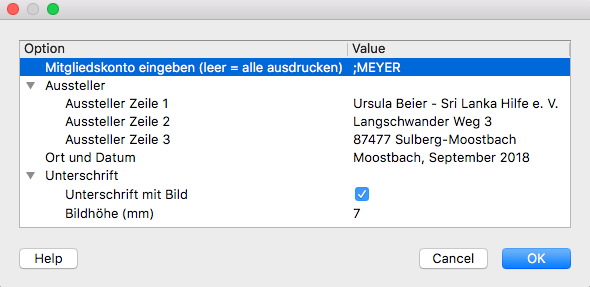 Option Value
Mitgliedskonto eingeben (leer = alle ausdrucken) ;MEYER
Aussteller
Aussteller Zeile 1 Ursula Beier - Sri Lanka Hilfe e. V.
Aussteller Zeile 2 Langschwander Weg 3
Aussteller Zeile 3 87477 Sulberg-Moostbach
Ort und Datum Moostbach, September 2018
Unterschrift
Unterschrift mit Bild
Bildhöhe (mm) 7
Help Cancel OK